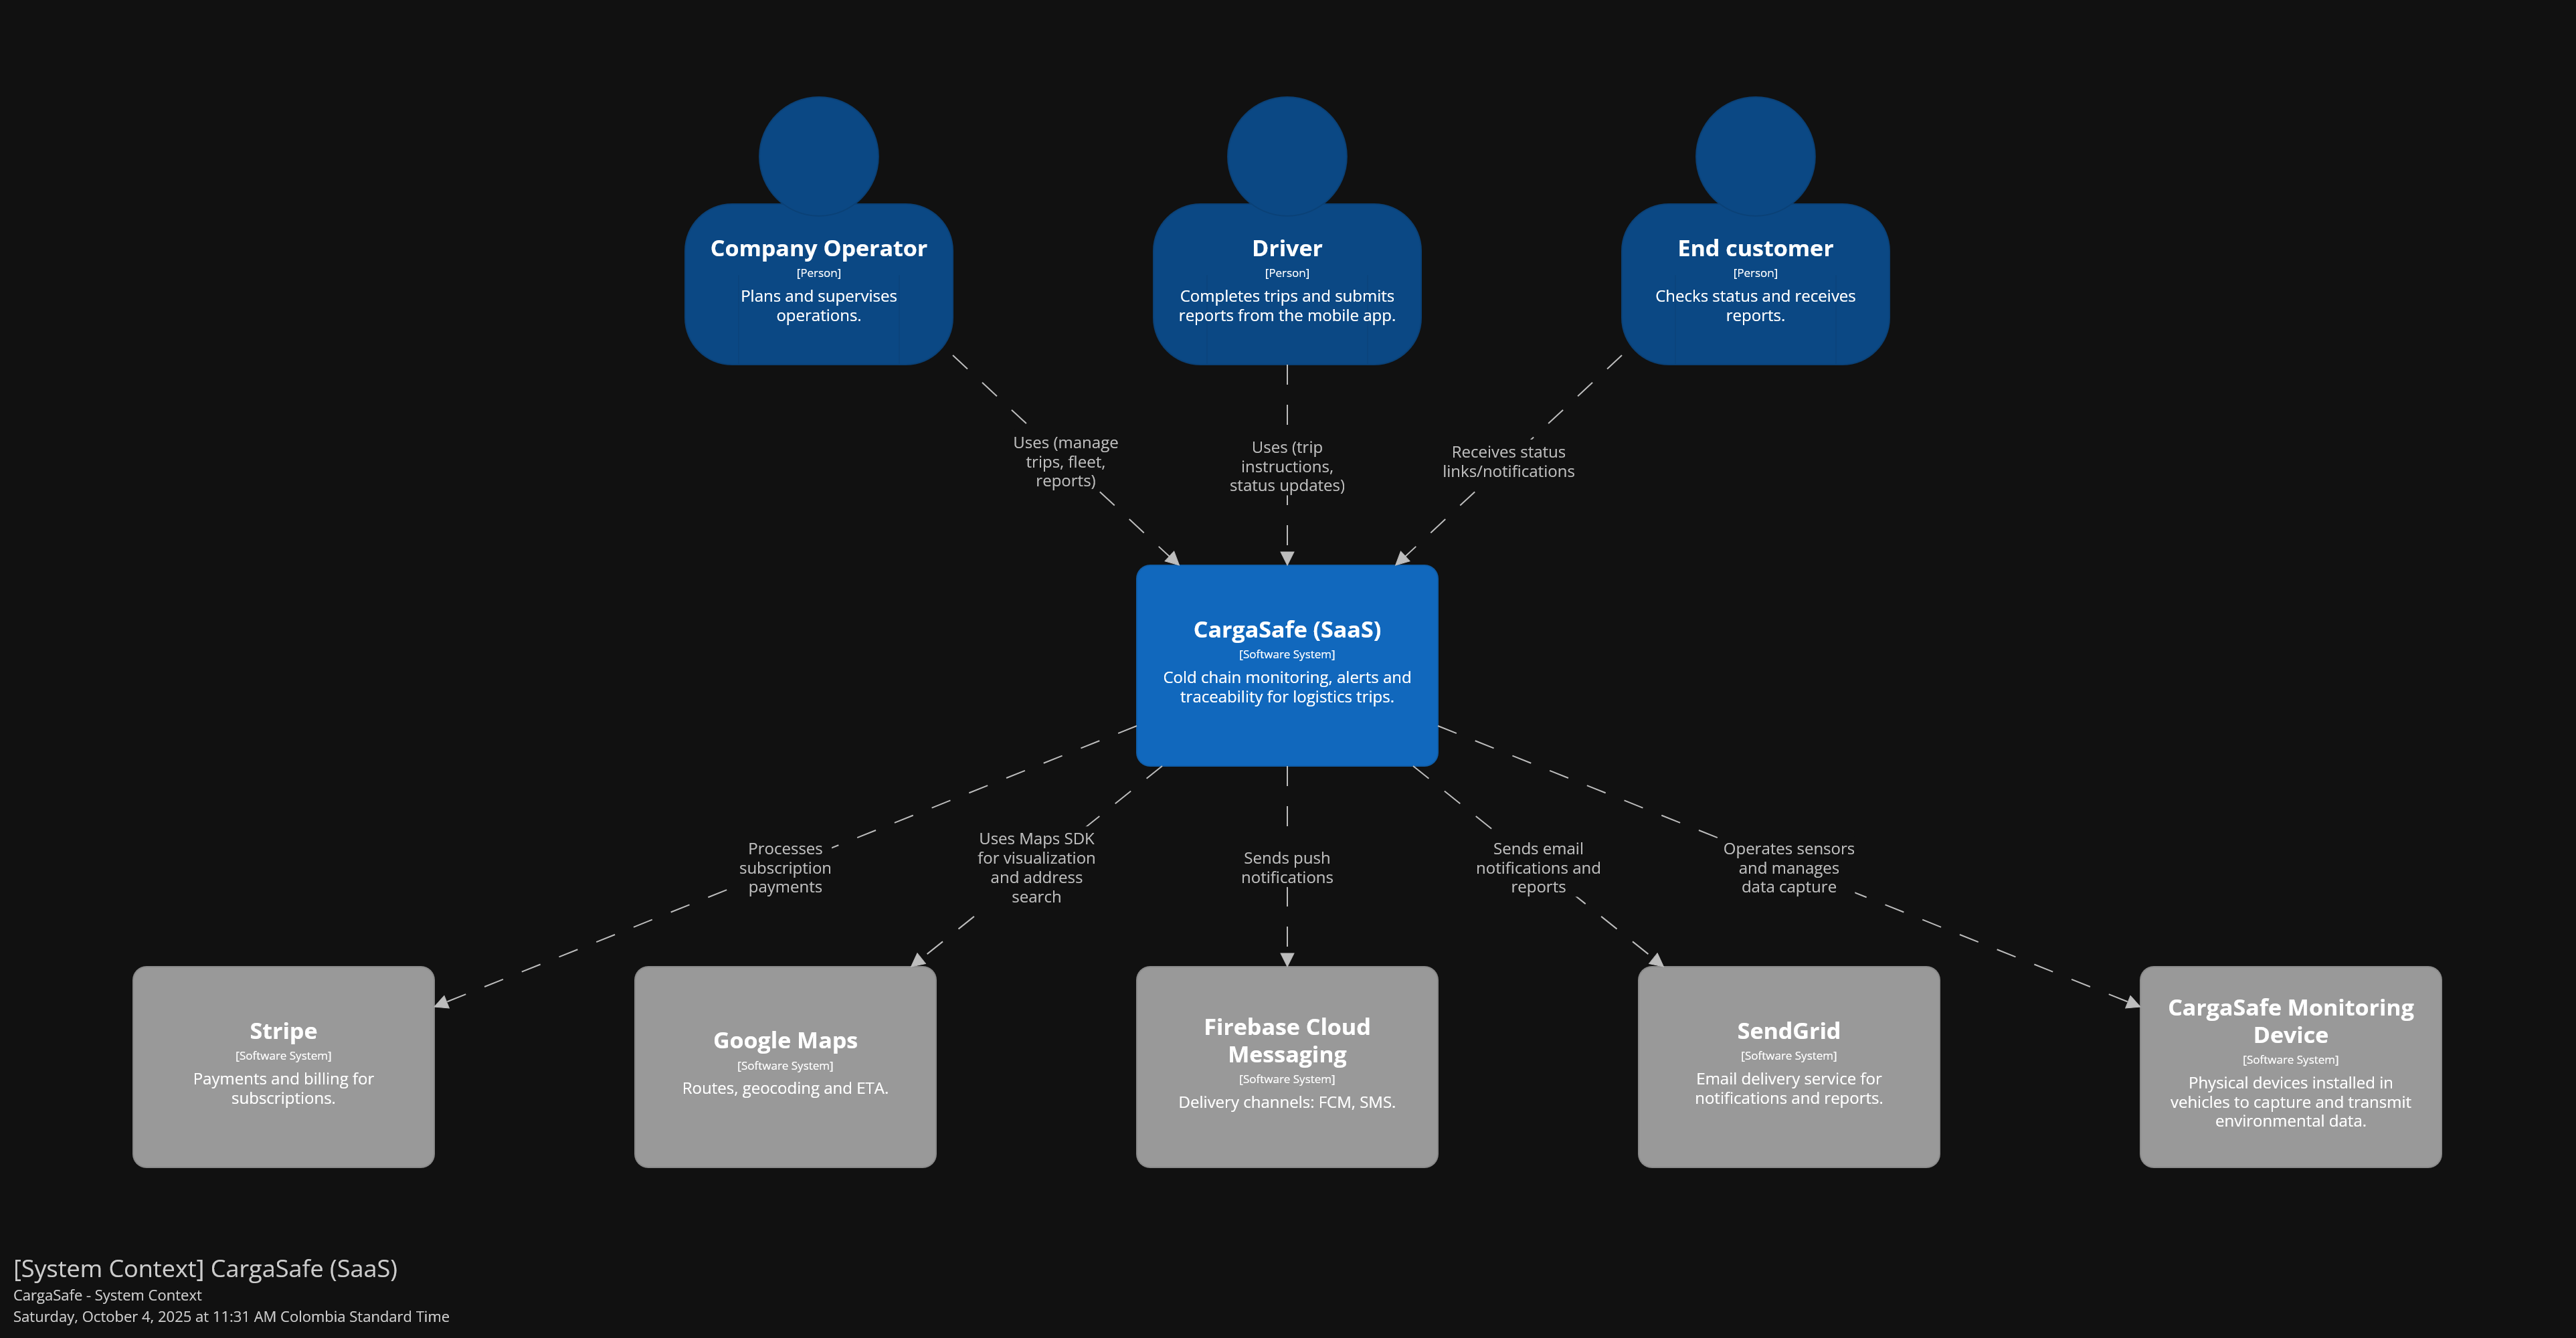 Company Operator
[Person]
Plans and supervises
operations.
Driver
[Person]
Completes trips and submits
reports from the mobile app.
End customer
[Person]
Checks status and receives
reports.
Uses (manage
trips, fleet,
reports)
Uses (trip
instructions,
status updates)
Receives status
links/notifications
CargaSafe (SaaS)
[Software System]
Cold chain monitoring, alerts and
traceability for logistics trips.
Processes
subscription
payments
Uses Maps SDK
for visualization
and address
search
Sends push
notifications
Sends email
notifications and
reports
Operates sensors
and manages
data capture
Stripe
[Software System]
Payments and billing for
subscriptions.
Google Maps
[Software System]
Routes, geocoding and ETA.
Firebase Cloud
Messaging
[Software System]
Delivery channels: FCM, SMS.
SendGrid
[Software System]
Email delivery service for
notifications and reports.
CargaSafe Monitoring
Device
[Software System]
Physical devices installed in
vehicles to capture and transmit
environmental data.
[System Context] CargaSafe (SaaS)
CargaSafe - System Context
Saturday, October 4, 2025 at 11:31 AM Colombia Standard Time